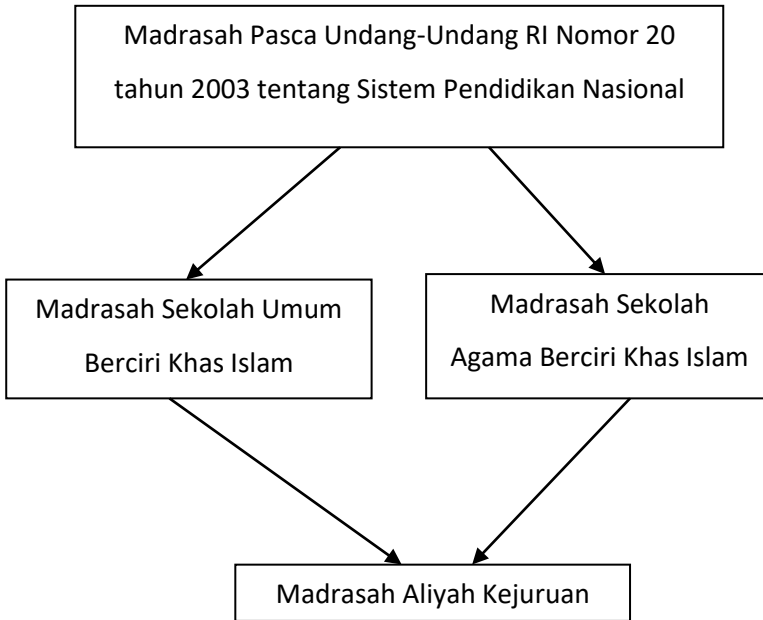 Madrasah Pasca Undang-Undang RI Nomor 20
tahun 2003 tentang Sistem Pendidikan Nasional
Madrasah Sekolah Umum
Berciri Khas Islam
Madrasah Sekolah
Agama Berciri Khas Islam
Madrasah Aliyah Kejuruan